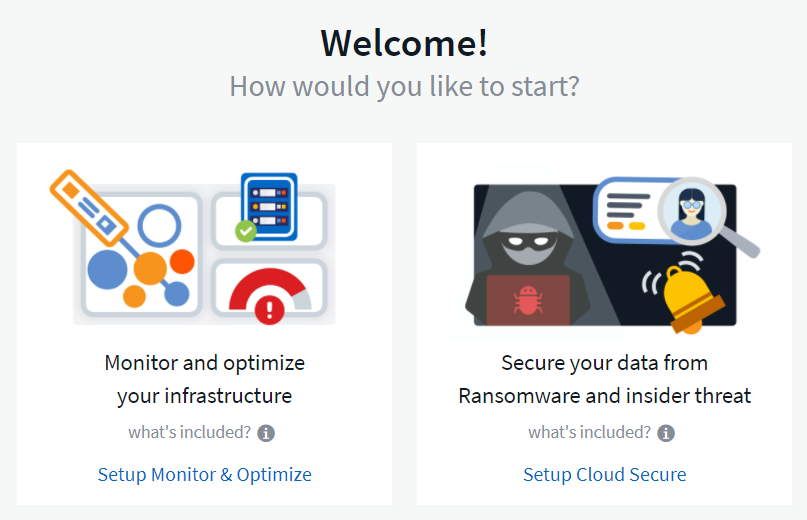 Welcome!
How would you like to start?
Monitor and optimize
your infrastructure
what's included?
Setup Monitor & Optimize
Secure your data from
Ransomware and insider threat
what's included?
Setup Cloud Secure